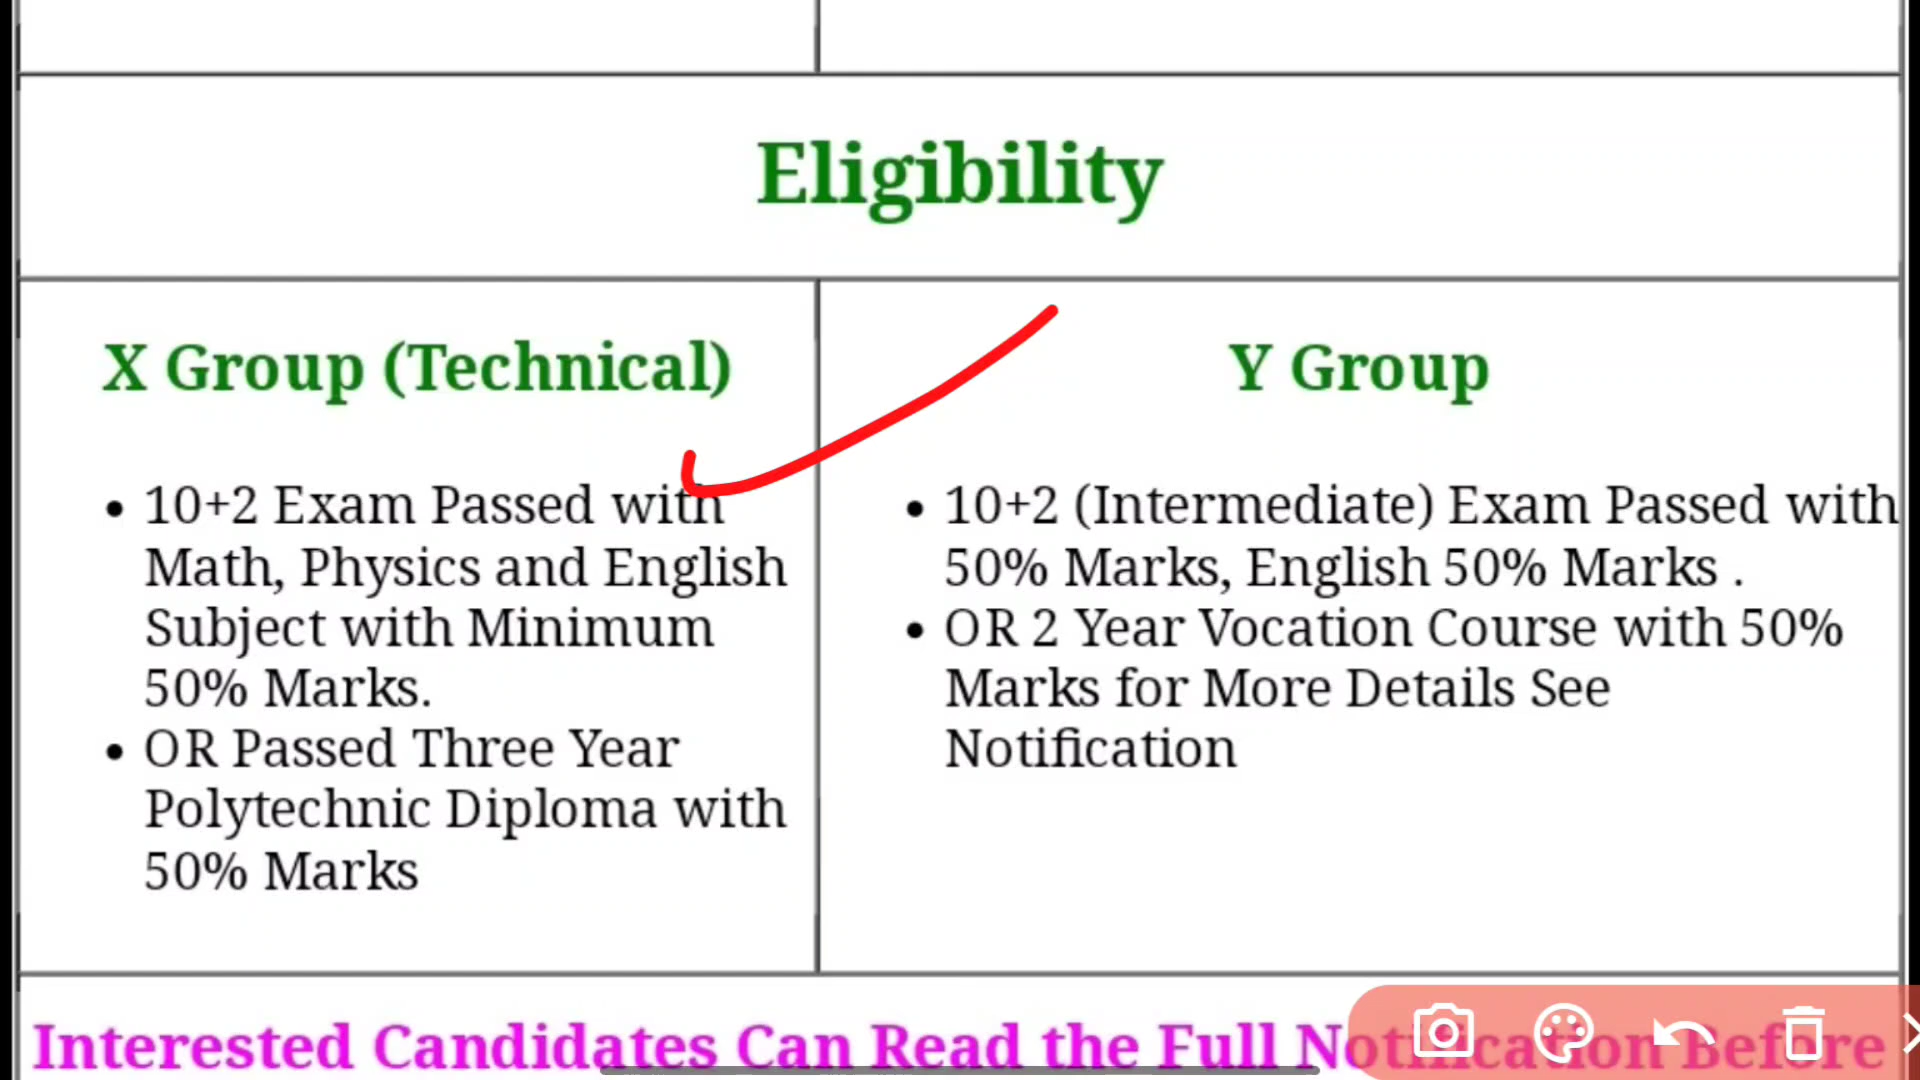 Eligibility
X Group (Technical)
• 10+2 Exam Passed with
Math, Physics and English
Subject with Minimum
50% Marks.
• OR Passed Three Year
Polytechnic Diploma with
50% Marks
Y Group
• 10+2 (Intermediate) Exam Passed with
50% Marks, English 50% Marks .
• OR 2 Year Vocation Course with 50%
Marks for More Details See
Notification
Interested Candidates Can Read the Full Notification Before